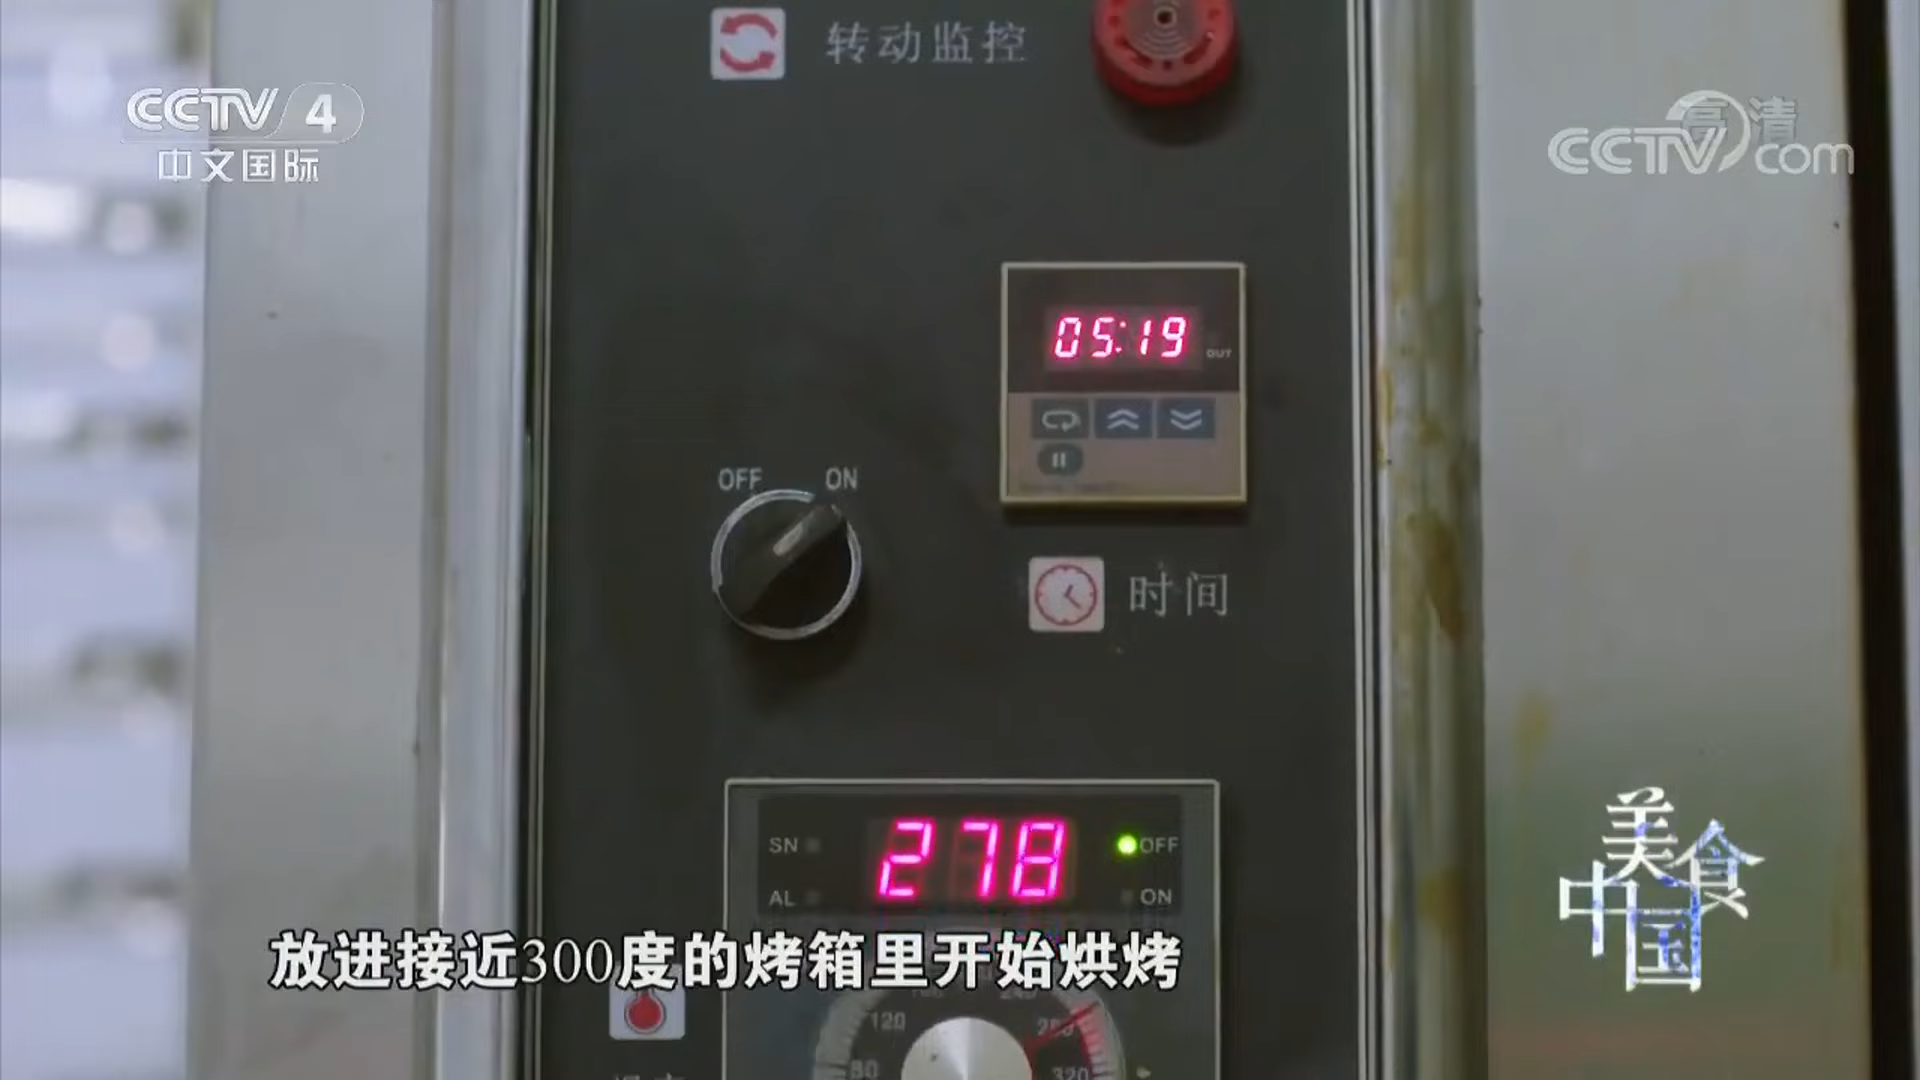 转动监控
CCTV 4
中文国际
高清
CCTV.com
05:19
OUT
OFF ON
时间
278
SN OFF
AL ON
放进接近300度的烤箱里开始烘烤
120
80 320
美食
中国